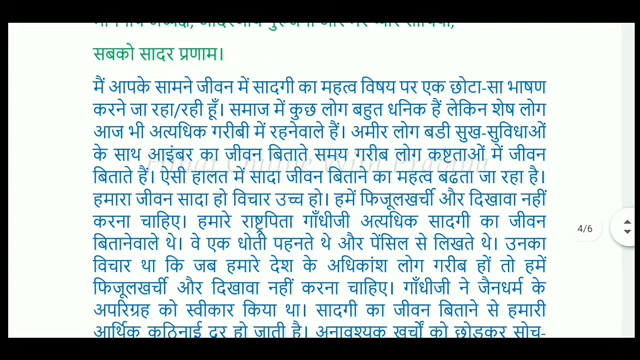 सबको सादर प्रणाम।
मैं आपके सामने जीवन में सादगी का महत्व विषय पर एक छोटा-सा भाषण
करने जा रहा/रही हूँ। समाज में कुछ लोग बहुत धनिक हैं लेकिन शेष लोग
आज भी अत्यधिक गरीबी में रहनेवाले हैं। अमीर लोग बडी सुख-सुविधाओं
के साथ आडंबर का जीवन बिताते समय गरीब लोग कष्टताओं में जीवन
बिताते हैं। ऐसी हालत में सादा जीवन बिताने का महत्व बढता जा रहा है।
हमारा जीवन सादा हो विचार उच्च हो। हमें फिजूलखर्ची और दिखावा नहीं
करना चाहिए। हमारे राष्ट्रपिता गाँधीजी अत्यधिक सादगी का जीवन
बितानेवाले थे। वे एक धोती पहनते थे और पेंसिल से लिखते थे। उनका
विचार था कि जब हमारे देश के अधिकांश लोग गरीब हों तो हमें
फिजूलखर्ची और दिखावा नहीं करना चाहिए। गाँधीजी ने जैनधर्म के
अपरिग्रह को स्वीकार किया था। सादगी का जीवन बिताने से हमारी
आर्थिक कठिनाई दूर हो जाती है। अनावश्यक खर्चों को छोड़कर सोच-
4/6